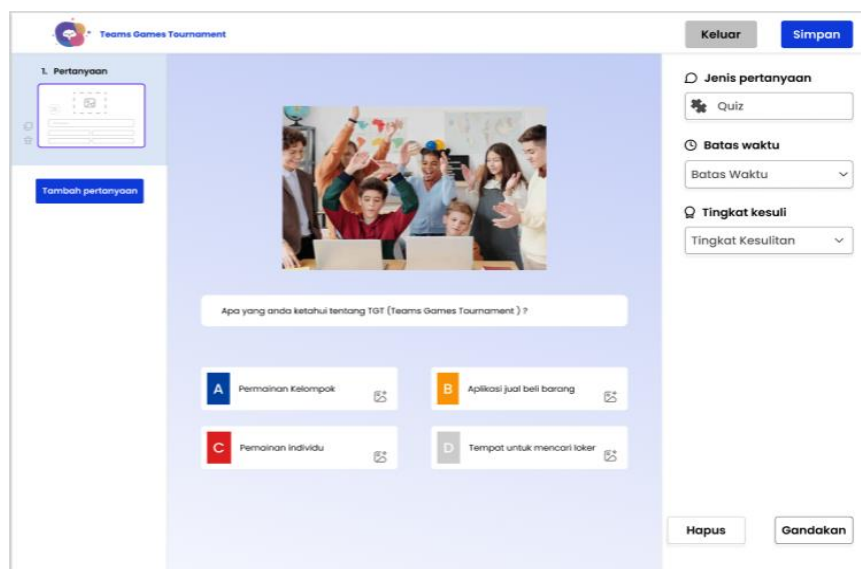 Teams Games Tournament
Keluar
Simpan
1. Pertanyaan
Tambah pertanyaan
Apa yang anda ketahui tentang TGT (Teams Games Tournament ) ?
A Permainan Kelompok
B Aplikasi jual beli barang
C Pemainan individu
D Tempat untuk mencari loker
Jenis pertanyaan
Quiz
Batas waktu
Batas Waktu
Tingkat kesuli
Tingkat Kesulitan
Hapus
Gandakan